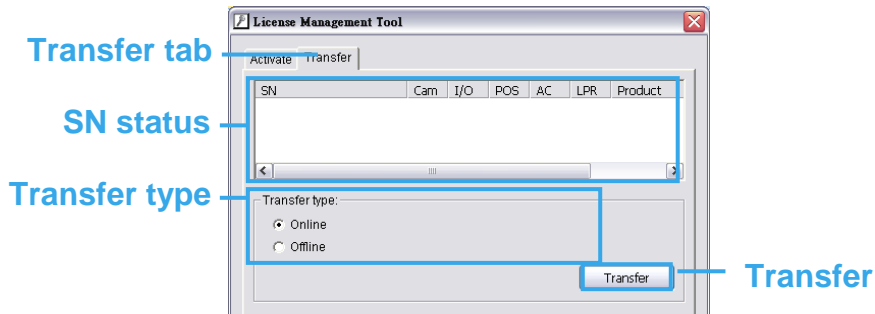 License Management Tool
Transfer tab
Activate Transfer
SN Cam I/O POS AC LPR Product
SN status
Transfer type
Transfer type:
Online
Offline
Transfer
Transfer